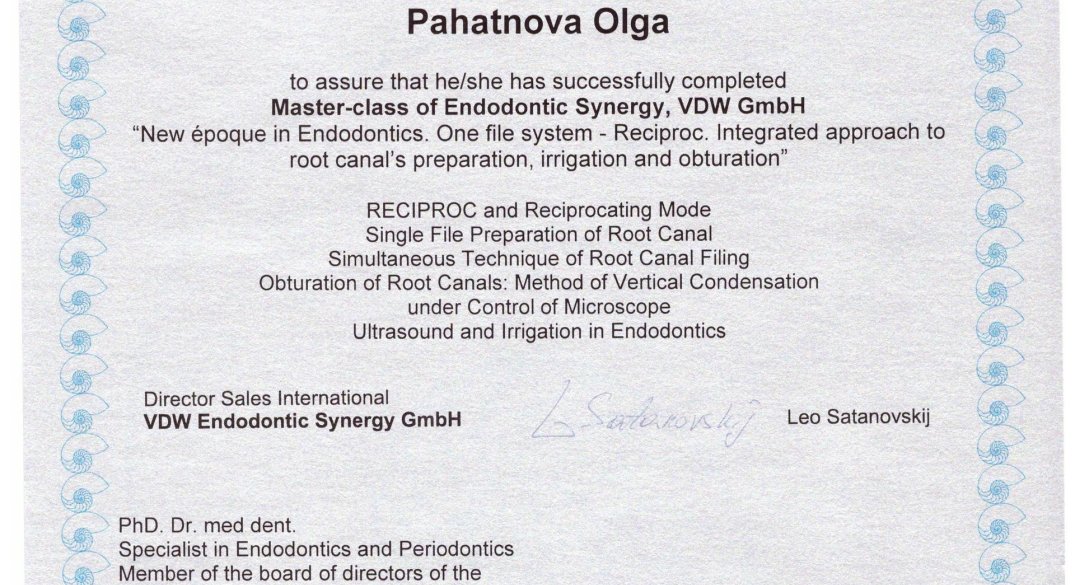 Pahatnova Olga
to assure that he/she has successfully completed
Master-class of Endodontic Synergy, VDW GmbH
“New époque in Endodontics. One file system - Reciproc. Integrated approach to
root canal’s preparation, irrigation and obturation”
RECIPROC and Reciprocating Mode
Single File Preparation of Root Canal
Simultaneous Technique of Root Canal Filing
Obturation of Root Canals: Method of Vertical Condensation
under Control of Microscope
Ultrasound and Irrigation in Endodontics
Director Sales International
VDW Endodontic Synergy GmbH
L Satanovskij
Leo Satanovskij
PhD. Dr. med dent.
Specialist in Endodontics and Periodontics
Member of the board of directors of the